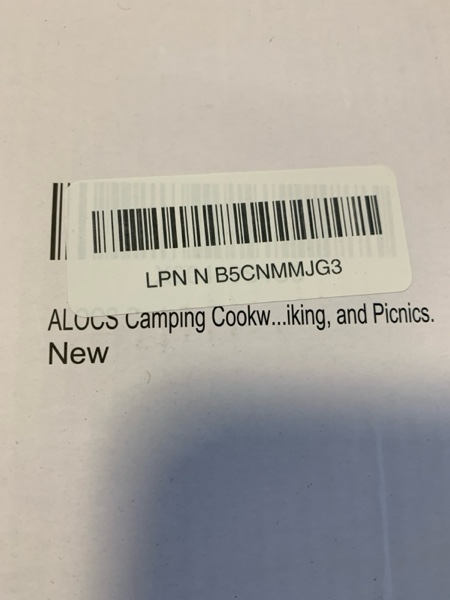 LPN N B5CNMMJG3
ALOCS Camping Cookw...iking, and Picnics.
New